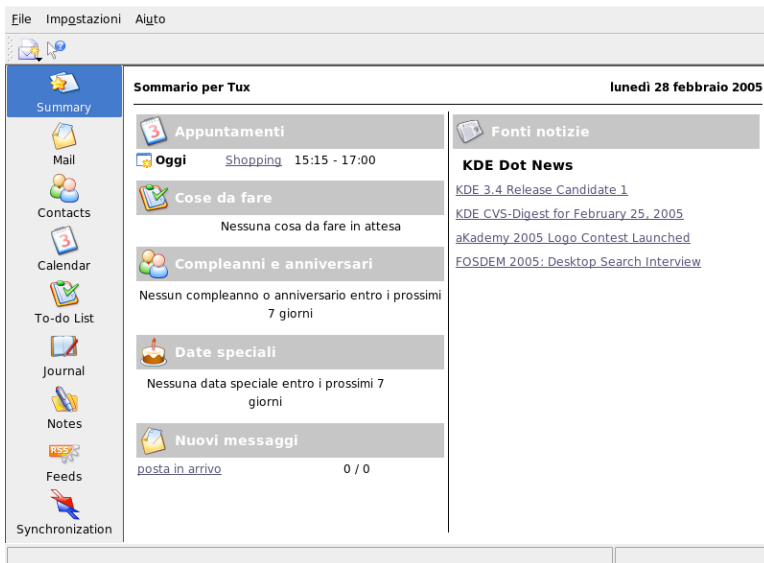 File Impostazioni Aiuto
Summary
Mail
Contacts
3
Calendar
To-do List
Journal
Notes
RSS
Feeds
Synchronization
Sommario per Tux lunedì 28 febbraio 2005
3 Appuntamenti
Oggi Shopping 15:15 - 17:00
Cose da fare
Nessuna cosa da fare in attesa
Compleanni e anniversari
Nessun compleanno o anniversario entro i prossimi
7 giorni
Date speciali
Nessuna data speciale entro i prossimi 7
giorni
Nuovi messaggi
posta in arrivo 0 / 0
Fonti notizie
KDE Dot News
KDE 3.4 Release Candidate 1
KDE CVS-Digest for February 25, 2005
aKademy 2005 Logo Contest Launched
FOSDEM 2005: Desktop Search Interview